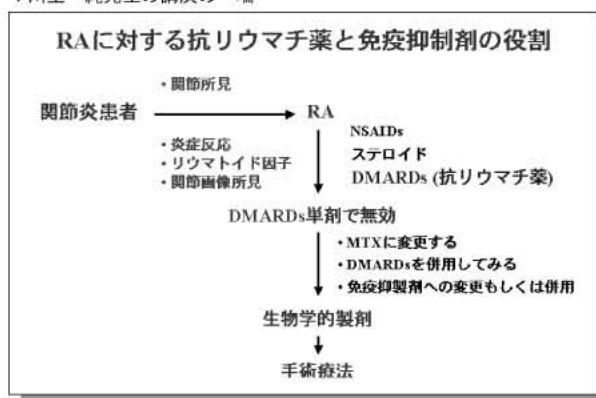 RAに対する抗リウマチ薬と免疫抑制剤の役割
・関節所見
関節炎患者
RA
・炎症反応
・リウマトイド因子
・関節画像所見
NSAIDs
ステロイド
DMARDs (抗リウマチ薬)
DMARDs単剤で無効
・MTXに変更する
・DMARDsを併用してみる
・免疫抑製剤への変更もしくは併用
生物学的製剤
手術療法